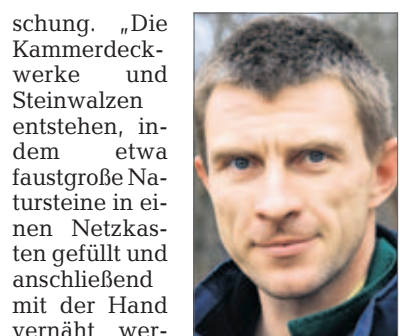 schung. „Die
Kammerdeck-
werke und
Steinwalzen
entstehen, in-
dem etwa
faustgroße Na-
tursteine in ei-
nen Netzkas-
ten gefüllt und
anschließend
mit der Hand
vernäht wer-